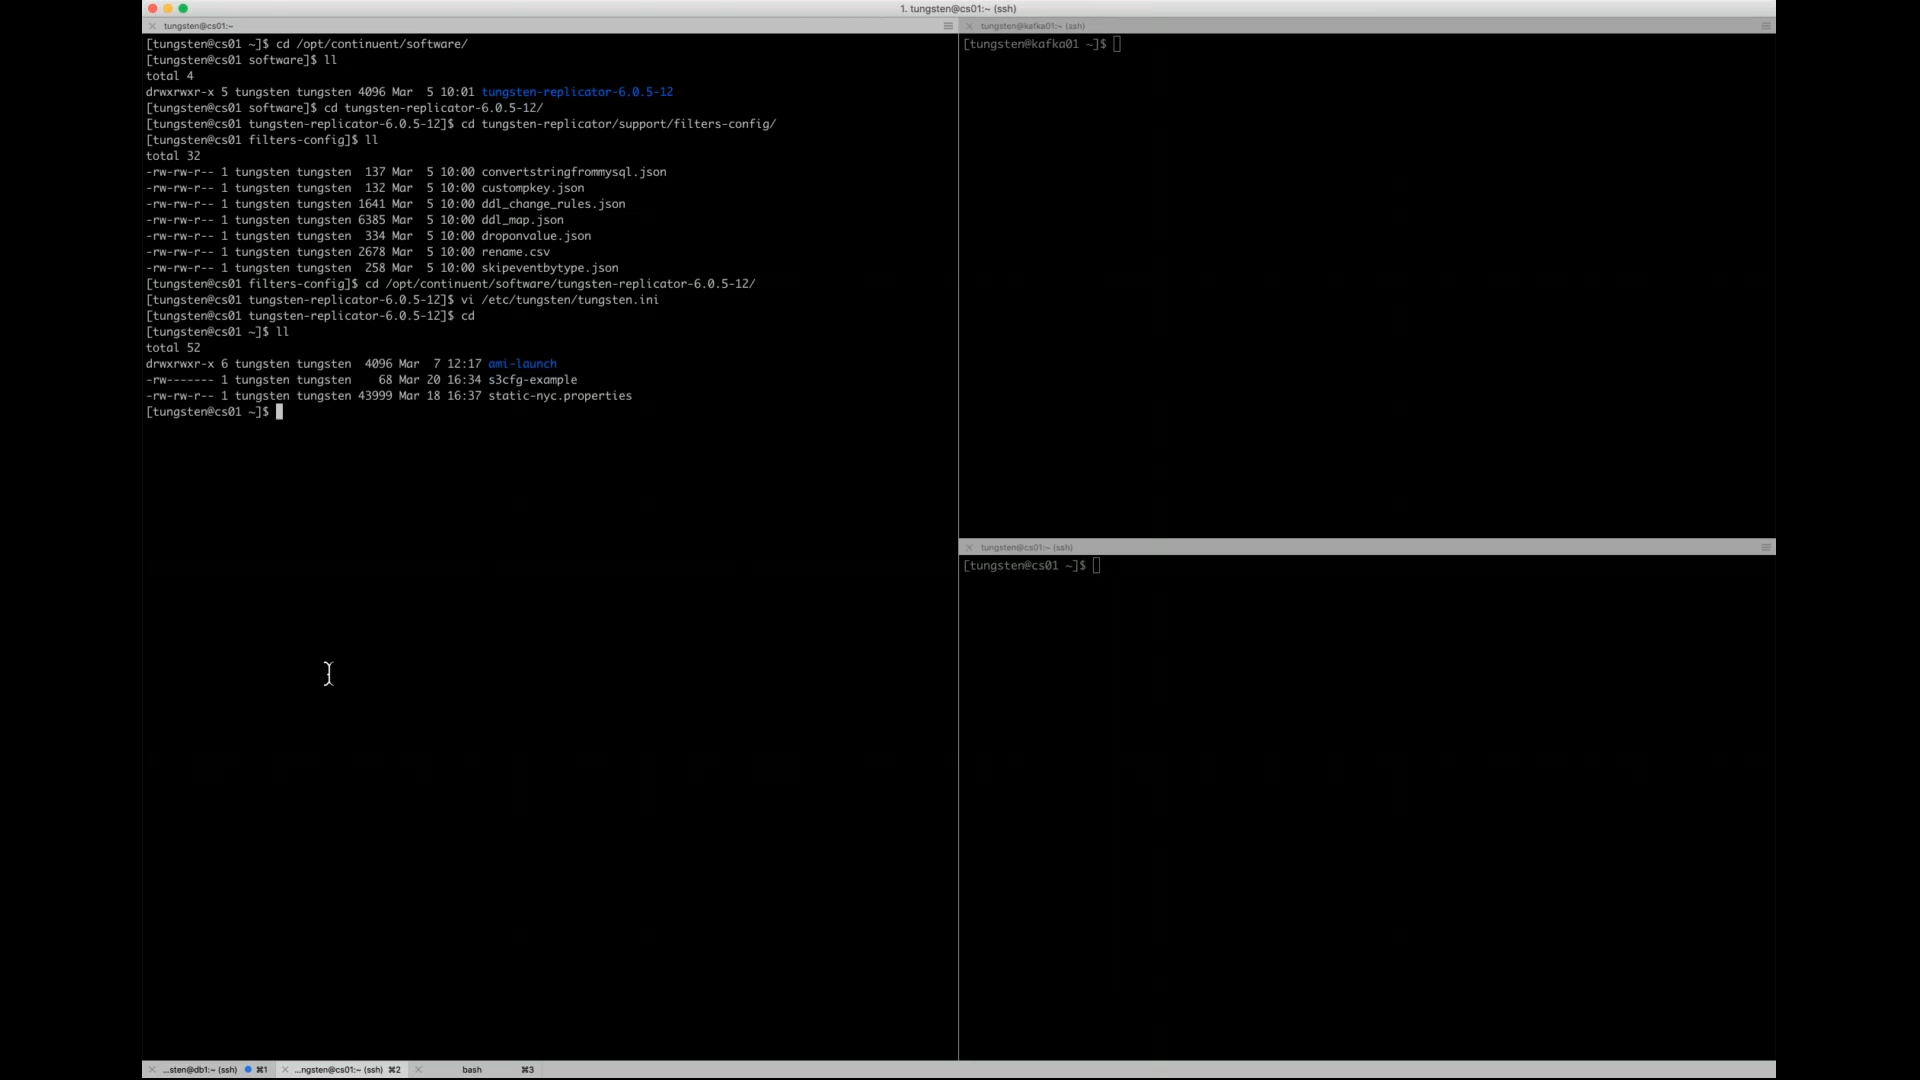 1. tungsten@cs01:~ (ssh)
tungsten@cs01:~
[tungsten@cs01 ~]$ cd /opt/continuent/software/
[tungsten@cs01 software]$ ll
total 4
drwxrwxr-x 5 tungsten tungsten 4096 Mar  5 10:01 tungsten-replicator-6.0.5-12
[tungsten@cs01 software]$ cd tungsten-replicator-6.0.5-12/
[tungsten@cs01 tungsten-replicator-6.0.5-12]$ cd tungsten-replicator/support/filters-config/
[tungsten@cs01 filters-config]$ ll
total 32
-rw-rw-r-- 1 tungsten tungsten  137 Mar  5 10:00 convertstringfrommysql.json
-rw-rw-r-- 1 tungsten tungsten  132 Mar  5 10:00 custompkey.json
-rw-rw-r-- 1 tungsten tungsten 1641 Mar  5 10:00 ddl_change_rules.json
-rw-rw-r-- 1 tungsten tungsten 6385 Mar  5 10:00 ddl_map.json
-rw-rw-r-- 1 tungsten tungsten  334 Mar  5 10:00 droponvalue.json
-rw-rw-r-- 1 tungsten tungsten 2678 Mar  5 10:00 rename.csv
-rw-rw-r-- 1 tungsten tungsten  258 Mar  5 10:00 skipeventbytype.json
[tungsten@cs01 filters-config]$ cd /opt/continuent/software/tungsten-replicator-6.0.5-12/
[tungsten@cs01 tungsten-replicator-6.0.5-12]$ vi /etc/tungsten/tungsten.ini
[tungsten@cs01 tungsten-replicator-6.0.5-12]$ cd
[tungsten@cs01 ~]$ ll
total 52
drwxrwxr-x 6 tungsten tungsten  4096 Mar  7 12:17 ami-launch
-rw------- 1 tungsten tungsten    68 Mar 20 16:34 s3cfg-example
-rw-rw-r-- 1 tungsten tungsten 43999 Mar 18 16:37 static-nyc.properties
[tungsten@cs01 ~]$
tungsten@kafka01:~ (ssh)
[tungsten@kafka01 ~]$
tungsten@cs01:~ (ssh)
[tungsten@cs01 ~]$
...sten@db1:~ (ssh) ⌘1
...ngsten@cs01:~ (ssh) ⌘2
bash ⌘3